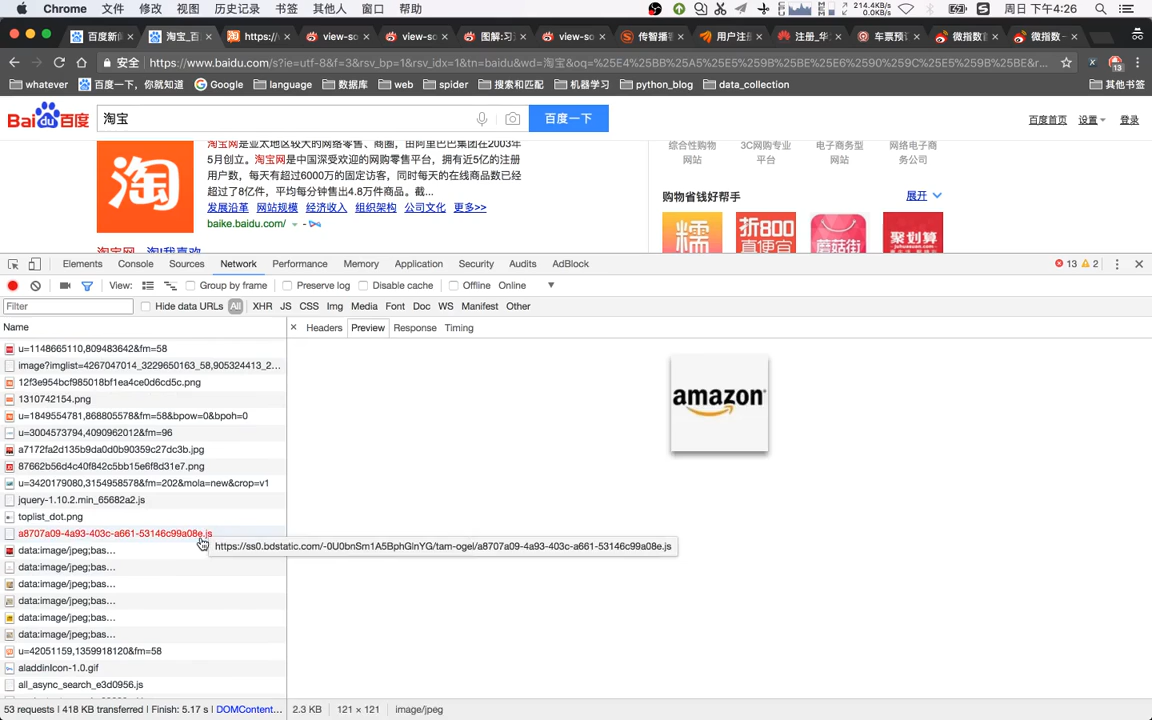 Chrome 文件 修改 视图 历史记录 书签 其他人 窗口 帮助 214.4KB/s 0.0KB/s 周日 下午4:26
百度新闻 淘宝_百 https:// view-so view-so 图解:习 view-so 传智播客 用户注 注册_华 车票预订 微指数首 微指数-
安全 https://www.baidu.com/s?ie=utf-8&f=3&rsv_bp=1&rsv_idx=1&tn=baidu&wd=淘宝&oq=%25E4%25BB%25A5%25E5%259B%25BE%25E6%2590%259C%25E5%259B%25BE&r... 13
whatever 百度一下，你就知道 Google language 数据库 web spider 搜索和匹配 机器学习 python_blog data_collection 其他书签
Bai百度 淘宝 百度一下 百度首页 设置 登录
淘宝网是亚太地区较大的网络零售、商圈，由阿里巴巴集团在2003年
5月创立。淘宝网是中国深受欢迎的网购零售平台，拥有近5亿的注册
用户数，每天有超过6000万的固定访客，同时每天的在线商品数已经
超过了8亿件，平均每分钟售出4.8万件商品。截...
发展沿革 网站规模 经济收入 组织架构 公司文化 更多>>
baike.baidu.com/
淘
淘宝网 淘!我喜欢
综合性购物网站 3C网购专业平台 电子商务型网站 网络电子商务公司
购物省钱好帮手 展开
糯 折800 真便宜 蘑菇街 聚划算
Elements Console Sources Network Performance Memory Application Security Audits AdBlock 13 2
View: Group by frame Preserve log Disable cache Offline Online
Filter Hide data URLs All XHR JS CSS Img Media Font Doc WS Manifest Other
Name × Headers Preview Response Timing
u=1148665110,809483642&fm=58
image?imglist=4267047014_3229650163_58,905324413_2...
12f3e954bcf985018bf1ea4ce0d6cd5c.png
1310742154.png
u=1849554781,868805578&fm=58&bpow=0&bpoh=0
u=3004573794,4090962012&fm=96
a7172fa2d135b9da0d0b90359c27dc3b.jpg
87662b56d4c40f842c5bb15e6f8d31e7.png
u=3420179080,3154958578&fm=202&mola=new&crop=v1
jquery-1.10.2.min_65682a2.js
toplist_dot.png
a8707a09-4a93-403c-a661-53146c99a08e.js
https://ss0.bdstatic.com/-0U0bnSm1A5BphGlnYG/tam-ogel/a8707a09-4a93-403c-a661-53146c99a08e.js
data:image/jpeg;bas...
data:image/jpeg;bas...
data:image/jpeg;bas...
data:image/jpeg;bas...
data:image/jpeg;bas...
data:image/jpeg;bas...
u=42051159,1359918120&fm=58
aladdinIcon-1.0.gif
all_async_search_e3d0956.js
amazon
53 requests | 418 KB transferred | Finish: 5.17 s | DOMContent... 2.3 KB 121 × 121 image/jpeg